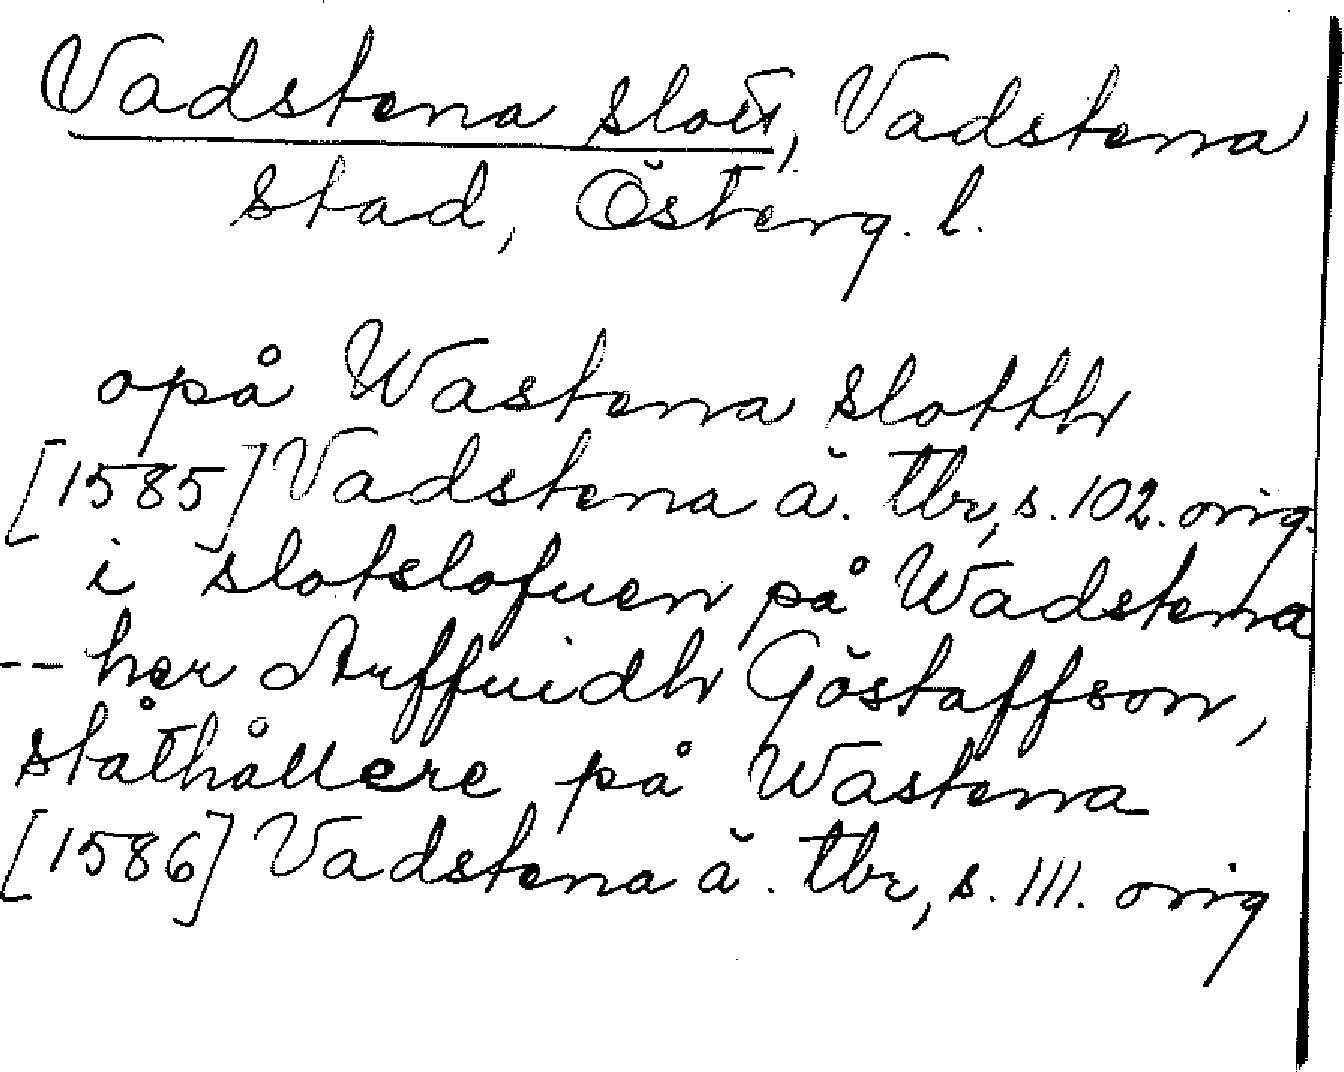 Vadstena slott, Vadstena
stad, Österg. l.
opå Wastena slotth
[1585] Vadstena ä. tbr, s. 102. orig.
i slotslofuen på Wadstena
-- her Arffuidh Göstaffson,
ståthållere på Wastena
[1586] Vadstena ä. tbr, s. 111. orig